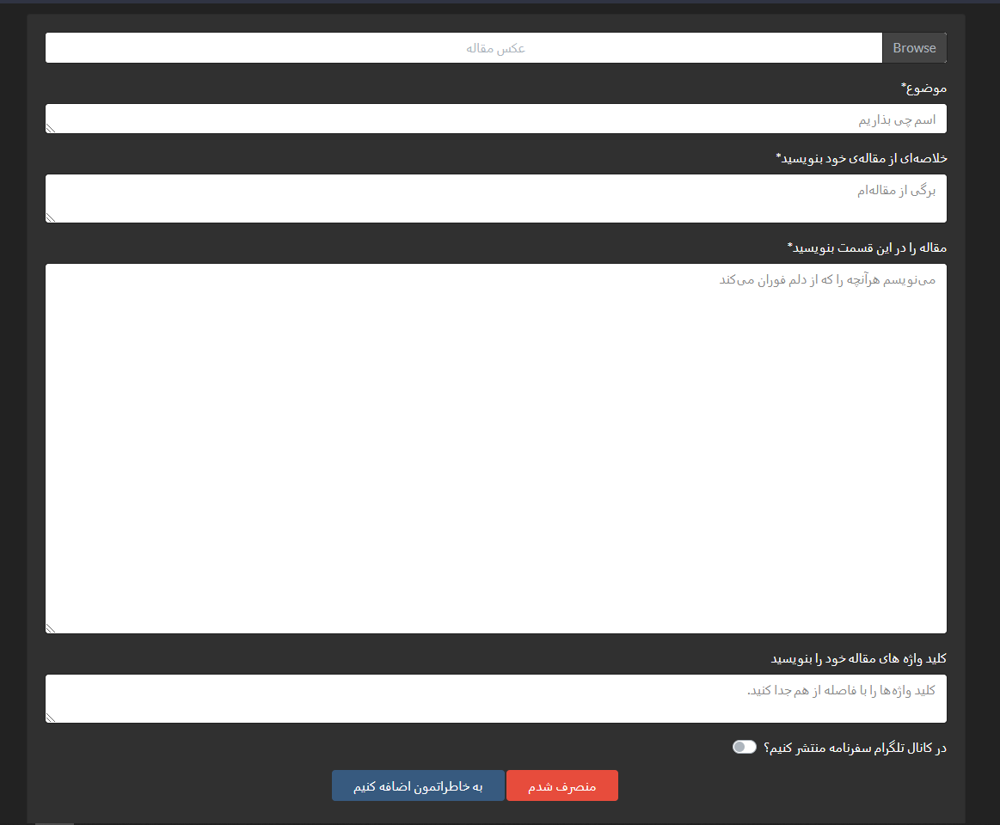 Browse عکس مقاله
موضوع*
اسم چی بذاریم
خلاصه‌ای از مقاله‌ی خود بنویسید*
برگی از مقاله‌ام
مقاله را در این قسمت بنویسید*
می‌نویسم هرآنچه را که از دلم فوران می‌کند
کلید واژه های مقاله خود را بنویسید
کلید واژه‌ها را با فاصله از هم جدا کنید.
در کانال تلگرام سفرنامه منتشر کنیم؟
منصرف شدم به خاطراتمون اضافه کنیم